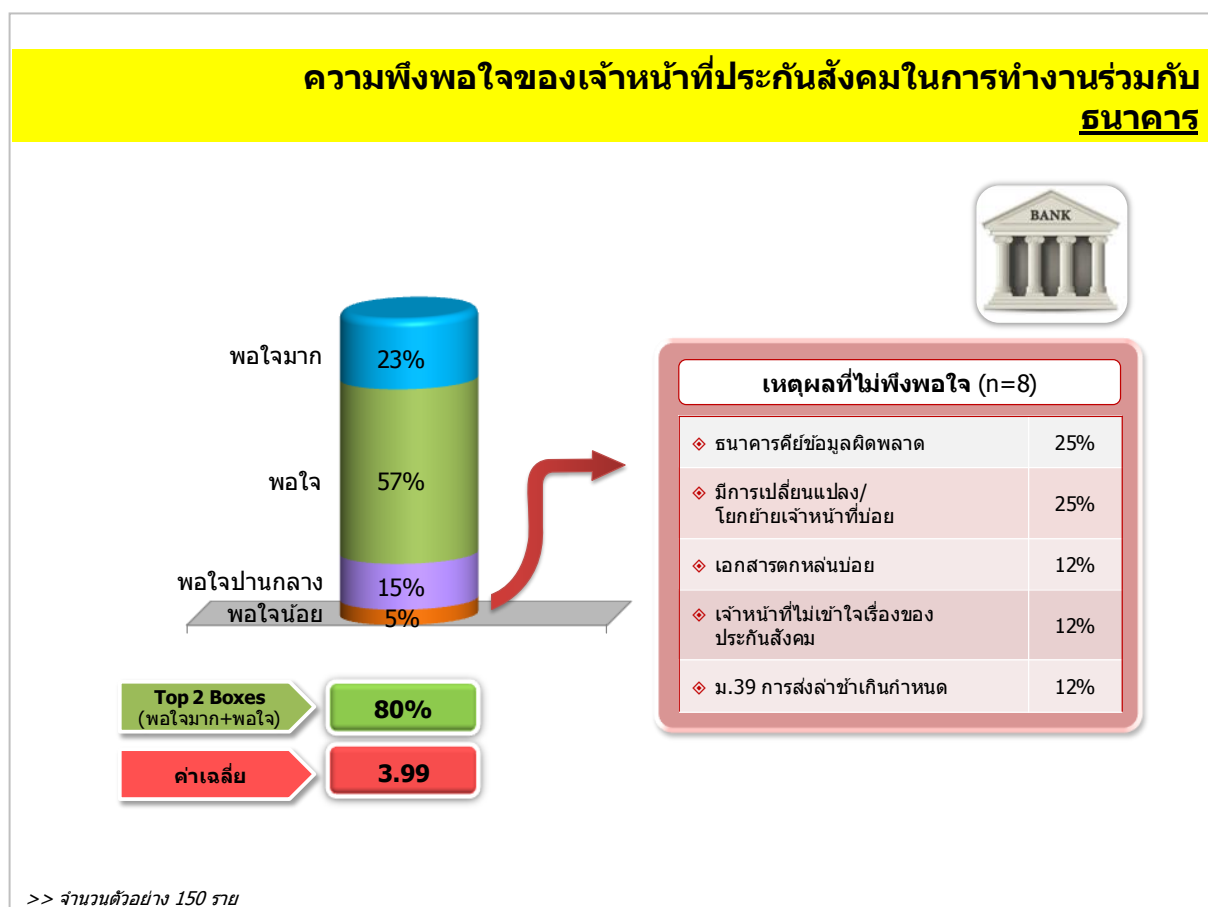 ความพึงพอใจของเจ้าหน้าที่ประกันสังคมในการทำงานร่วมกับ
ธนาคาร
BANK
พอใจมาก
23%
พอใจ
57%
พอใจปานกลาง
15%
พอใจน้อย
5%
เหตุผลที่ไม่พึงพอใจ (n=8)
ธนาคารคีย์ข้อมูลผิดพลาด 25%
มีการเปลี่ยนแปลง/
โยกย้ายเจ้าหน้าที่บ่อย 25%
เอกสารตกหล่นบ่อย 12%
เจ้าหน้าที่ไม่เข้าใจเรื่องของ
ประกันสังคม 12%
ม.39 การส่งล่าช้าเกินกำหนด 12%
Top 2 Boxes
(พอใจมาก+พอใจ)
80%
ค่าเฉลี่ย
3.99
>> จำนวนตัวอย่าง 150 ราย